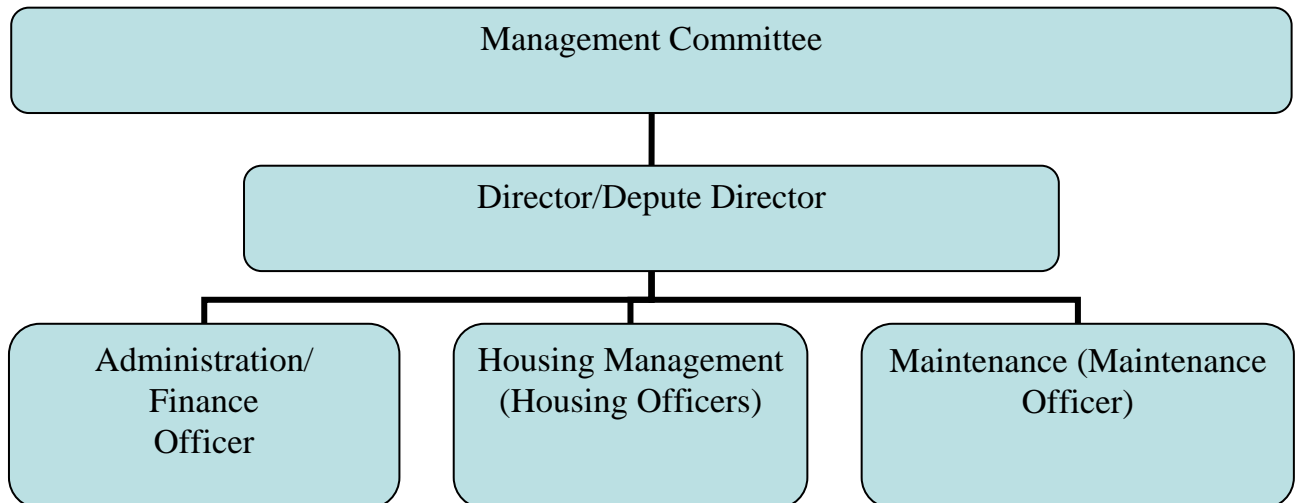 Management Committee
Director/Depute Director
Administration/
Finance
Officer
Housing Management
(Housing Officers)
Maintenance (Maintenance
Officer)